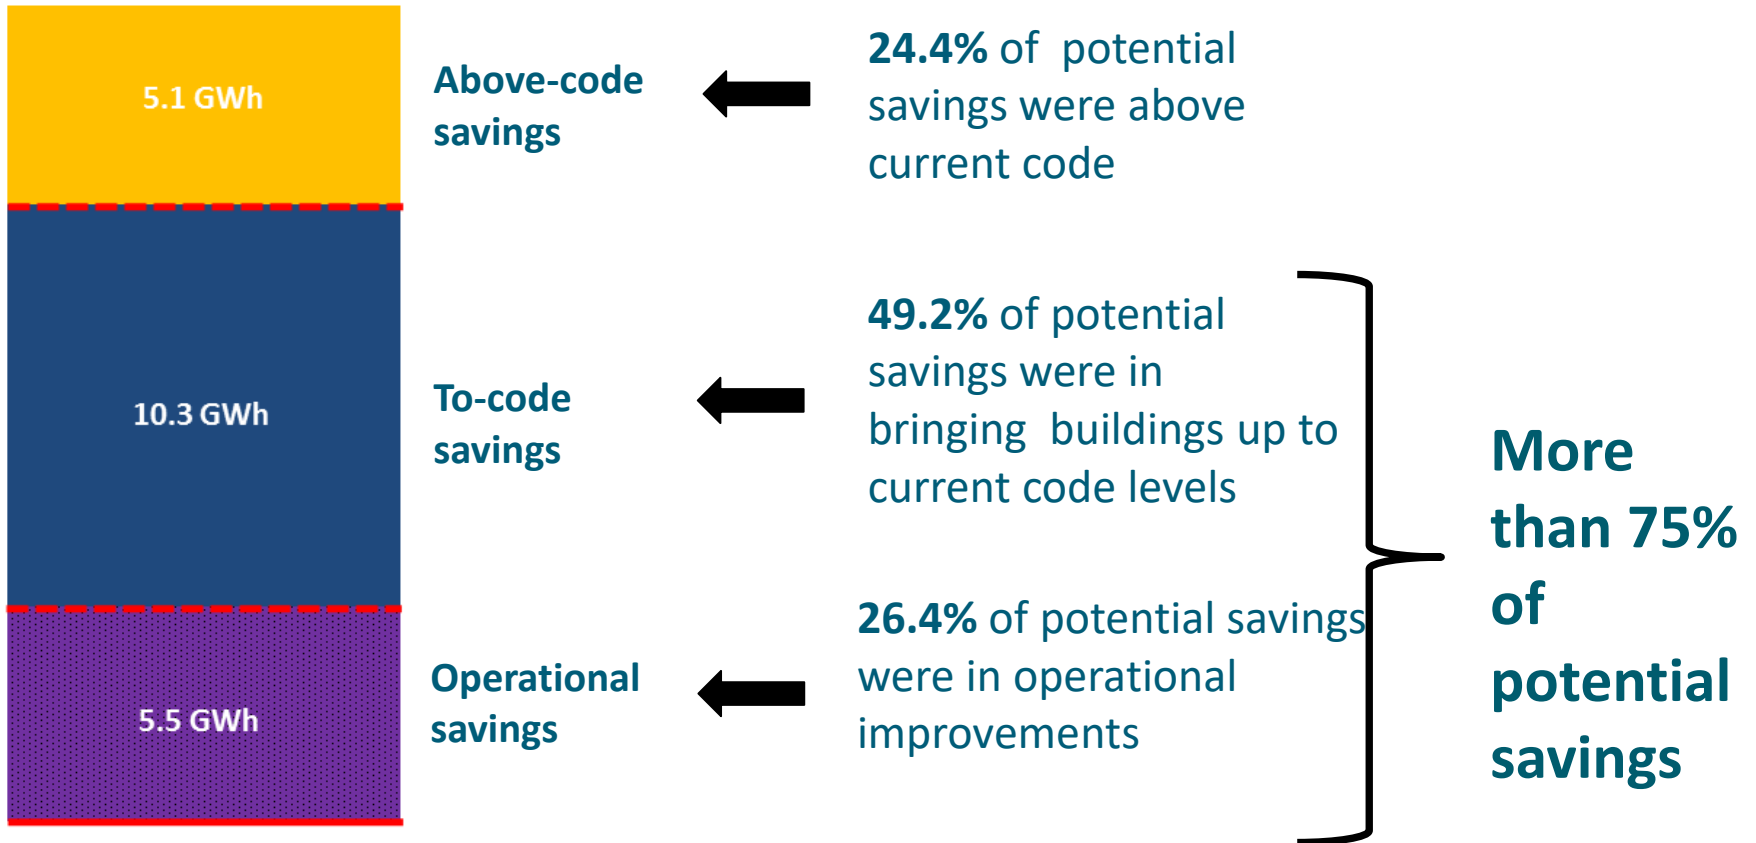 5.1 GWh
Above-code
savings
24.4% of potential
savings were above
current code
10.3 GWh
To-code
savings
49.2% of potential
savings were in
bringing buildings up to
current code levels
5.5 GWh
Operational
savings
26.4% of potential savings
were in operational
improvements
More
than 75%
of
potential
savings